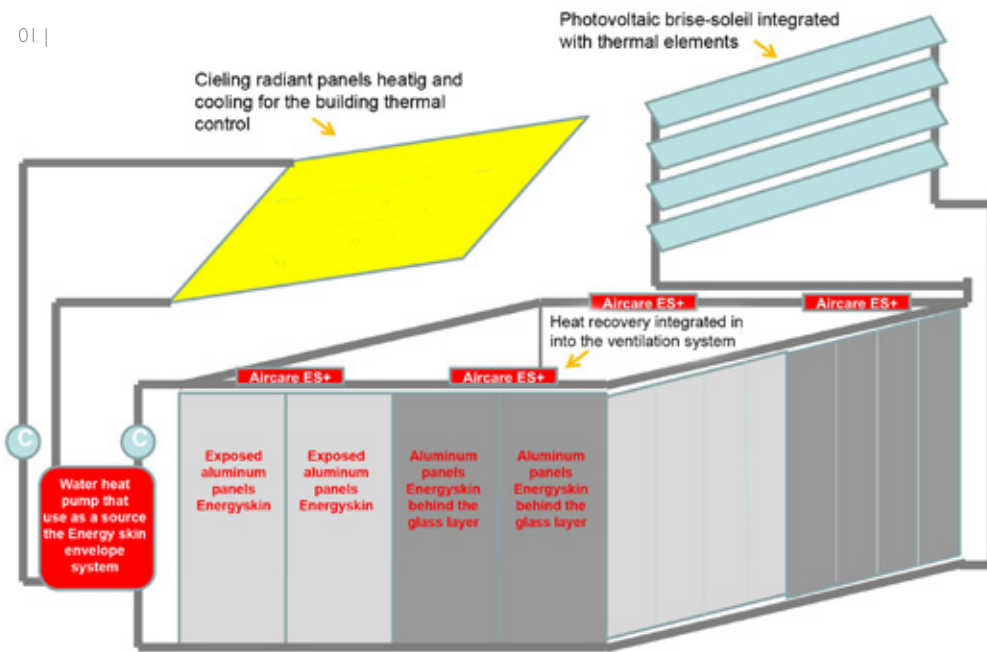 01 |
Photovoltaic brise-soleil integrated
with thermal elements
Cieling radiant panels heatig and
cooling for the building thermal
control
Aircare ES+
Aircare ES+
Heat recovery integrated in
into the ventilation system
Aircare ES+
Aircare ES+
C
C
Water heat
pump that
use as a source
the Energy skin
envelope
system
Exposed
aluminum
panels
Energyskin
Exposed
aluminum
panels
Energyskin
Aluminum
panels
Energyskin
behind the
glass layer
Aluminum
panels
Energyskin
behind the
glass layer